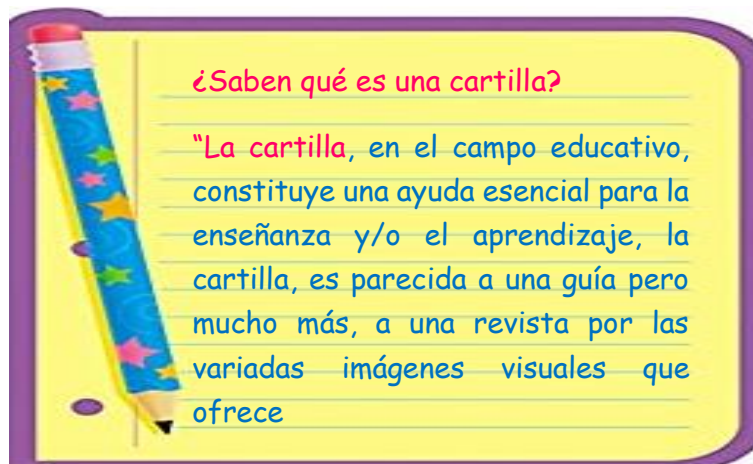 ¿Saben qué es una cartilla?
“La cartilla, en el campo educativo,
constituye una ayuda esencial para la
enseñanza y/o el aprendizaje, la
cartilla, es parecida a una guía pero
mucho más, a una revista por las
variadas imágenes visuales que
ofrece